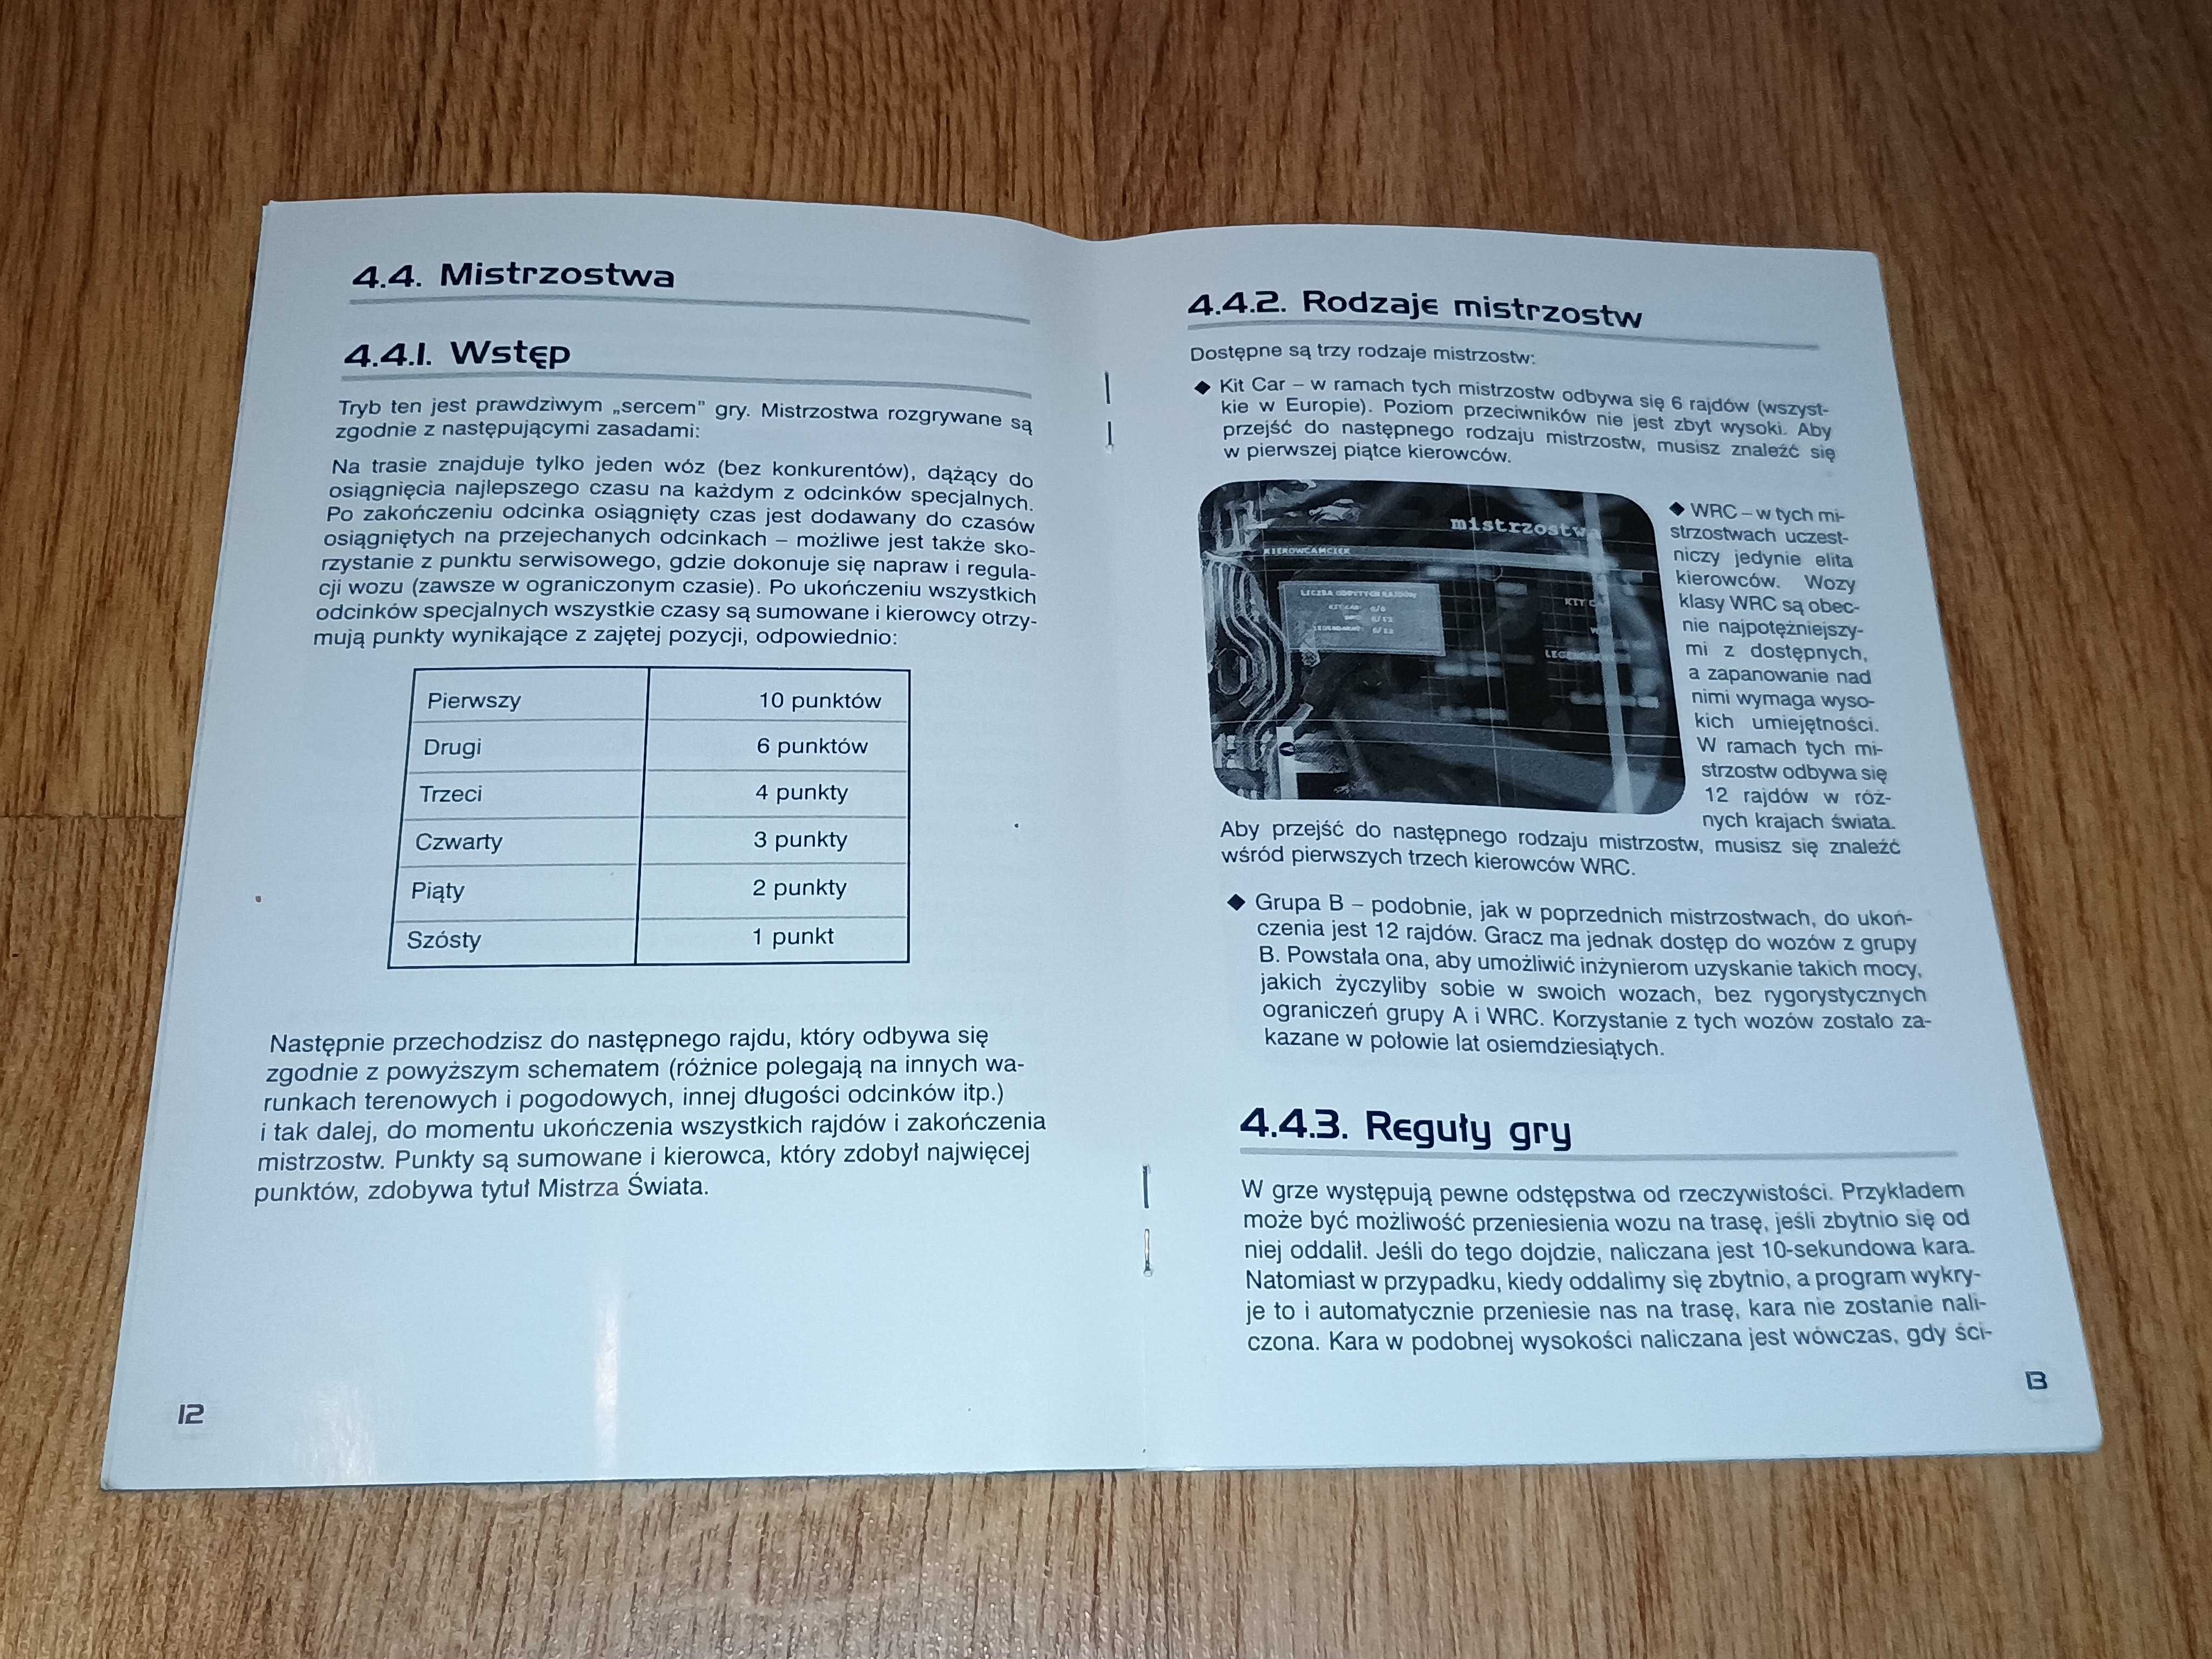 4.4. Mistrzostwa
4.4.1. Wstęp
Tryb ten jest prawdziwym „sercem” gry. Mistrzostwa rozgrywane są
zgodnie z następującymi zasadami:
Na trasie znajduje tylko jeden wóz (bez konkurentów), dążący do
osiągnięcia najlepszego czasu na każdym z odcinków specjalnych.
Po zakończeniu odcinka osiągnięty czas jest dodawany do czasów
osiągniętych na przejechanych odcinkach – możliwe jest także sko-
rzystanie z punktu serwisowego, gdzie dokonuje się napraw i regula-
cji wozu (zawsze w ograniczonym czasie). Po ukończeniu wszystkich
odcinków specjalnych wszystkie czasy są sumowane i kierowcy otrzy-
mują punkty wynikające z zajętej pozycji, odpowiednio:
Pierwszy 10 punktów
Drugi 6 punktów
Trzeci 4 punkty
Czwarty 3 punkty
Piąty 2 punkty
Szósty 1 punkt
Następnie przechodzisz do następnego rajdu, który odbywa się
zgodnie z powyższym schematem (różnice polegają na innych wa-
runkach terenowych i pogodowych, innej długości odcinków itp.)
i tak dalej, do momentu ukończenia wszystkich rajdów i zakończenia
mistrzostw. Punkty są sumowane i kierowca, który zdobył najwięcej
punktów, zdobywa tytuł Mistrza Świata.
12
4.4.2. Rodzaje mistrzostw
Dostępne są trzy rodzaje mistrzostw:
◆ Kit Car – w ramach tych mistrzostw odbywa się 6 rajdów (wszyst-
kie w Europie). Poziom przeciwników nie jest zbyt wysoki. Aby
przejść do następnego rodzaju mistrzostw, musisz znaleźć się
w pierwszej piątce kierowców.
mistrzostwa
LICZBA ODBYTYCH RAJDÓW
KIT CAR: 0/6
0/12
0/12
◆ WRC – w tych mi-
strzostwach uczest-
niczy jedynie elita
kierowców. Wozy
klasy WRC są obec-
nie najpotężniejszy-
mi z dostępnych,
a zapanowanie nad
nimi wymaga wyso-
kich umiejętności.
W ramach tych mi-
strzostw odbywa się
12 rajdów w róż-
nych krajach świata.
Aby przejść do następnego rodzaju mistrzostw, musisz się znaleźć
wśród pierwszych trzech kierowców WRC.
◆ Grupa B – podobnie, jak w poprzednich mistrzostwach, do ukoń-
czenia jest 12 rajdów. Gracz ma jednak dostęp do wozów z grupy
B. Powstała ona, aby umożliwić inżynierom uzyskanie takich mocy,
jakich życzyliby sobie w swoich wozach, bez rygorystycznych
ograniczeń grupy A i WRC. Korzystanie z tych wozów zostało za-
kazane w połowie lat osiemdziesiątych.
4.4.3. Reguły gry
W grze występują pewne odstępstwa od rzeczywistości. Przykładem
może być możliwość przeniesienia wozu na trasę, jeśli zbytnio się od
niej oddalił. Jeśli do tego dojdzie, naliczana jest 10-sekundowa kara.
Natomiast w przypadku, kiedy oddalimy się zbytnio, a program wykry-
je to i automatycznie przeniesie nas na trasę, kara nie zostanie nali-
czona. Kara w podobnej wysokości naliczana jest wówczas, gdy ści-
13